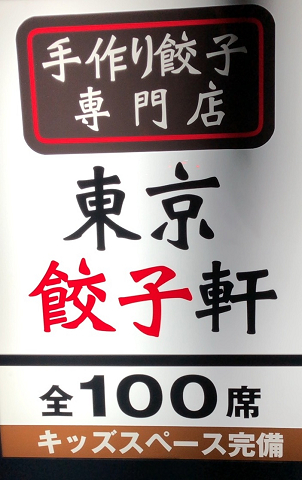 手作り餃子
専門店
東京
餃子軒
全100席
キッズスペース完備